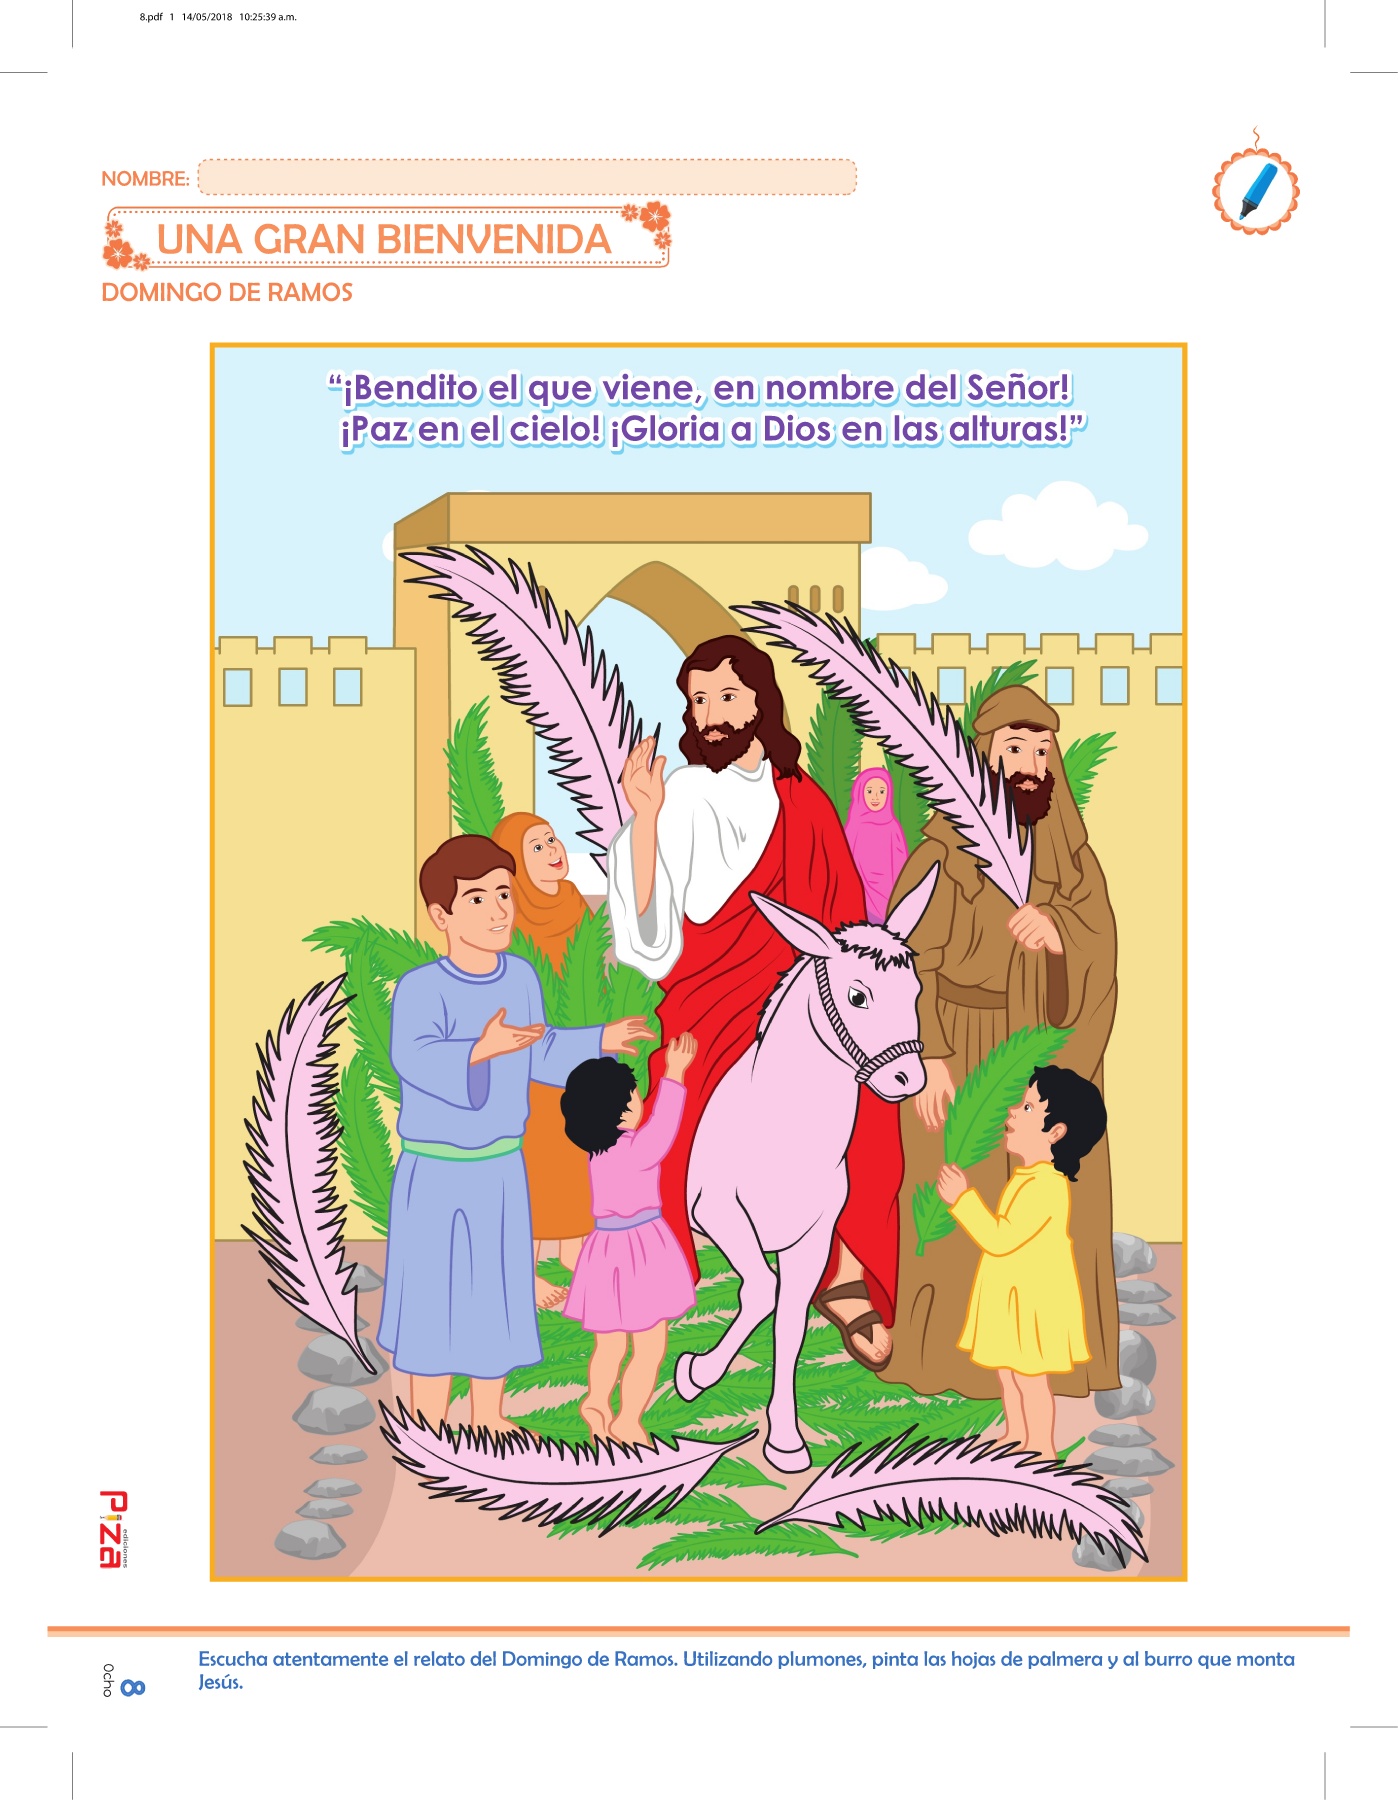 8.pdf 1 14/05/2018 10:25:39 a.m.
NOMBRE:
UNA GRAN BIENVENIDA
DOMINGO DE RAMOS
“¡Bendito el que viene, en nombre del Señor!
¡Paz en el cielo! ¡Gloria a Dios en las alturas!”
Piza
ediciones
Escucha atentamente el relato del Domingo de Ramos. Utilizando plumones, pinta las hojas de palmera y al burro que monta
Jesús.
8
Ocho